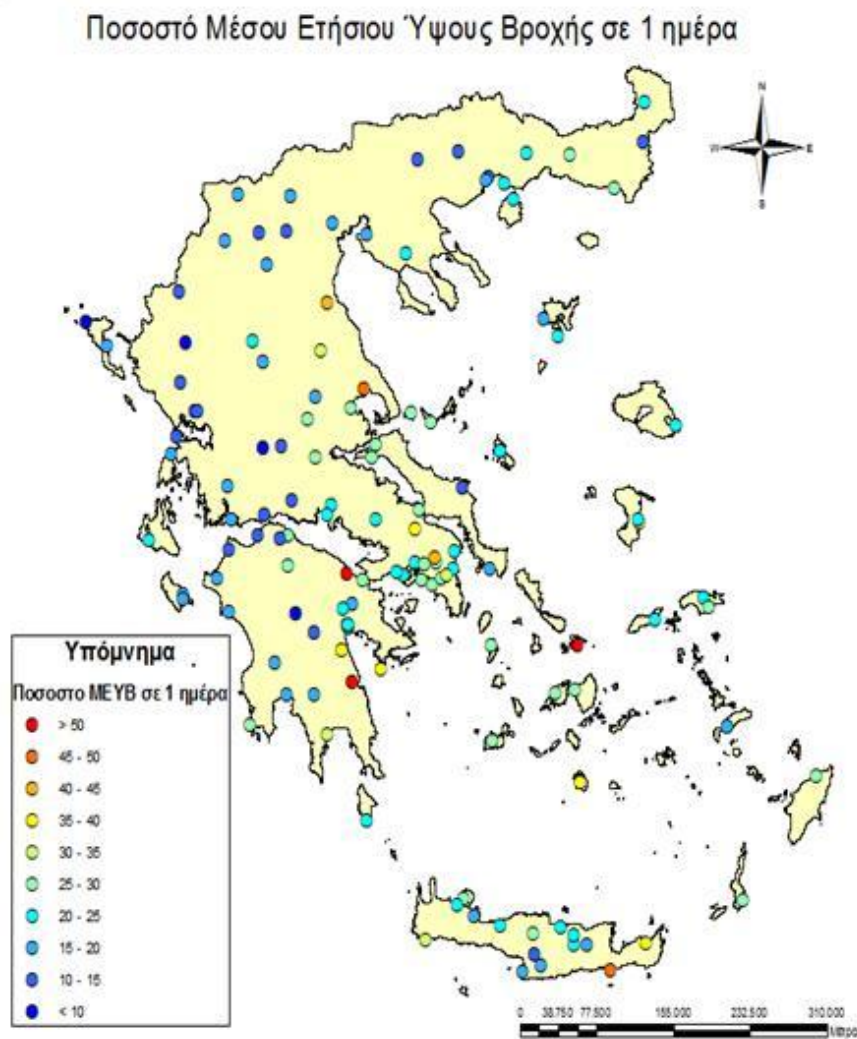 Ποσοστό Μέσου Ετήσιου Ύψους Βροχής σε 1 ημέρα
N
W E
S
Υπόμνημα
Ποσοστο ΜΕΥΒ σε 1 ημέρα
> 50
45 - 50
40 - 45
35 - 40
30 - 35
25 - 30
20 - 25
15 - 20
10 - 15
< 10
0 38.750 77.500 155.000 232.500 310.000
Μέτρα